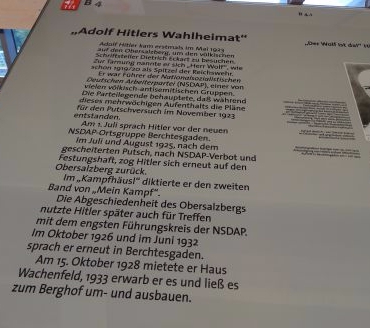 B 4
„Adolf Hitlers Wahlheimat“
Adolf Hitler kam erstmals im Mai 1923
auf den Obersalzberg, um den völkischen
Schriftsteller Dietrich Eckart zu besuchen.
Zur Tarnung nannte er sich „Herr Wolf“, wie
schon 1919/20 als Spitzel der Reichswehr.
Er war Führer der Nationalsozialistischen
Deutschen Arbeiterpartei (NSDAP), einer von
vielen völkisch-antisemitischen Gruppen.
Die Parteilegende behauptete, daß während
dieses mehrwöchigen Aufenthalts die Pläne
für den Putschversuch im November 1923
entstanden.
Am 1. Juli sprach Hitler vor der neuen
NSDAP-Ortsgruppe Berchtesgaden.
Im Juli und August 1925, nach dem
gescheiterten Putsch, nach NSDAP-Verbot und
Festungshaft, zog Hitler sich erneut auf den
Obersalzberg zurück.
Im „Kampfhäusl“ diktierte er den zweiten
Band von „Mein Kampf“.
Die Abgeschiedenheit des Obersalzbergs
nutzte Hitler später auch für Treffen
mit dem engsten Führungskreis der NSDAP.
Im Oktober 1926 und im Juni 1932
sprach er erneut in Berchtesgaden.
Am 15. Oktober 1928 mietete er Haus
Wachenfeld, 1933 erwarb er es und ließ es
zum Berghof um- und ausbauen.
B 4.1
„Der Wolf ist da!“